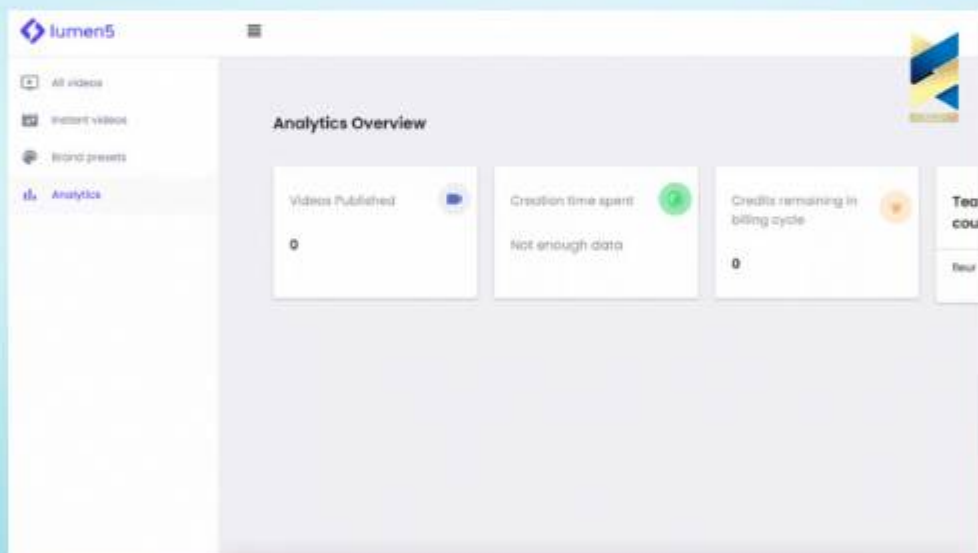 lumen5
All videos
Instant videos
Brand presets
Analytics
Analytics Overview
Videos Published
0
Creation time spent
Not enough data
Credits remaining in
billing cycle
0
Tea
cou
fleur